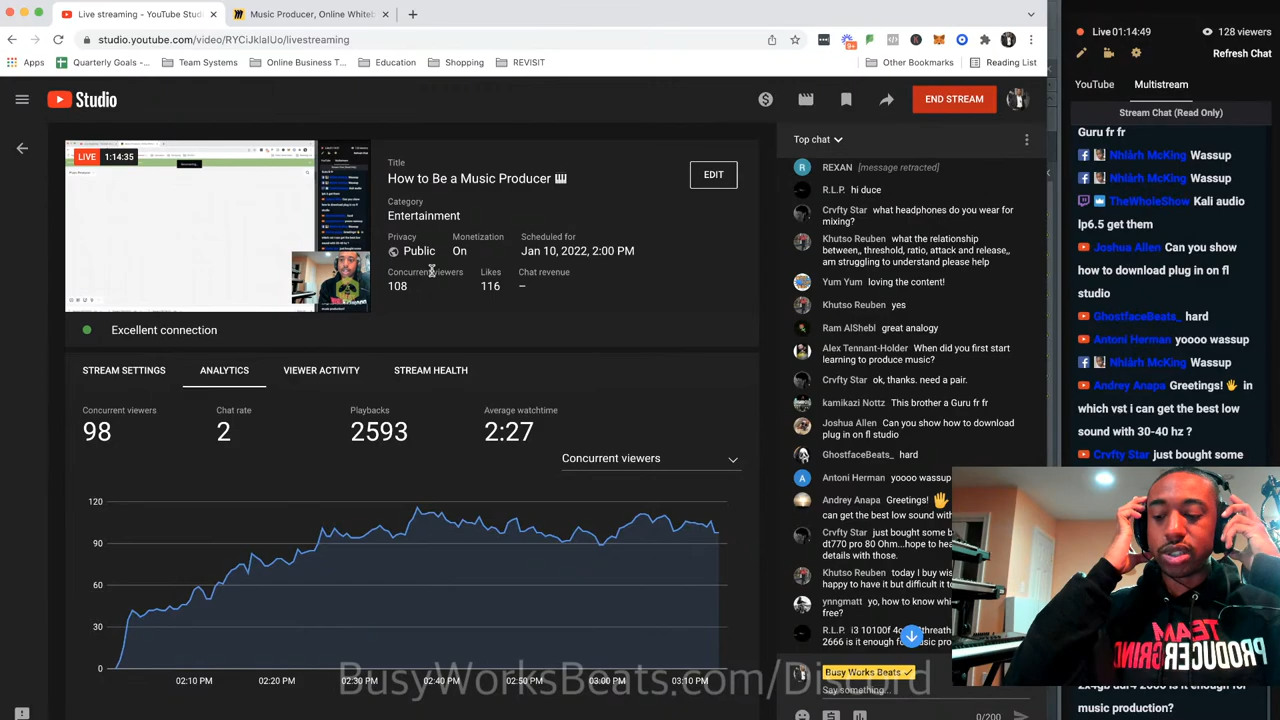 Live streaming - YouTube Stud
Music Producer, Online Whiteb
studio.youtube.com/video/RYCiJklaIUo/livestreaming
Apps
Quarterly Goals -...
Team Systems
Online Business T...
Education
Shopping
REVISIT
Other Bookmarks
Reading List
Studio
END STREAM
LIVE 1:14:35
Title
How to Be a Music Producer 🎹
EDIT
Category
Entertainment
Privacy Monetization Scheduled for
Public On Jan 10, 2022, 2:00 PM
Concurrent viewers Likes Chat revenue
108 116 –
Excellent connection
STREAM SETTINGS ANALYTICS VIEWER ACTIVITY STREAM HEALTH
Concurrent viewers Chat rate Playbacks Average watchtime
98 2 2593 2:27
Concurrent viewers
120
90
60
30
0
02:10 PM 02:20 PM 02:30 PM 02:40 PM 02:50 PM 03:00 PM 03:10 PM
BusyWorksBeats.com/Discord
Top chat
R REXAN [message retracted]
R.L.P. hi duce
Crvfty Star what headphones do you wear for
mixing?
Khutso Reuben what the relationship
between,, threshold, ratio, attack and release,,
am struggling to understand please help
Yum Yum loving the content!
Khutso Reuben yes
Ram AlShebl great analogy
Alex Tennant-Holder When did you first start
learning to produce music?
Crvfty Star ok, thanks. need a pair.
kamikazi Nottz This brother a Guru fr fr
Joshua Allen Can you show how to download
plug in on fl studio
GhostfaceBeats_ hard
A Antoni Herman yoooo wassup
Andrey Anapa Greetings! 🖐
can get the best low sound with
Crvfty Star just bought some b
dt770 pro 80 Ohm...hope to hea
details with those.
Khutso Reuben today I buy wis
happy to have it but difficult it
ynngmatt yo, how to know whi
free?
R.L.P. i3 10100f 4c threath
2666 is it enough for music pro
Busy Works Beats ✓
Say something...
0/200
Live 01:14:49 128 viewers
Refresh Chat
YouTube Multistream
Stream Chat (Read Only)
Guru fr fr
Nhlårh McKing Wassup
Nhlårh McKing Wassup
TheWholeShow Kali audio
lp6.5 get them
Joshua Allen Can you show
how to download plug in on fl
studio
GhostfaceBeats_ hard
Antoni Herman yoooo wassup
Nhlårh McKing Wassup
Andrey Anapa Greetings! 🖐 in
which vst i can get the best low
sound with 30-40 hz ?
Crvfty Star just bought some
TEAM
PRODUCERGRIND
2x4gb ddr4 2666 is it enough for
music production?